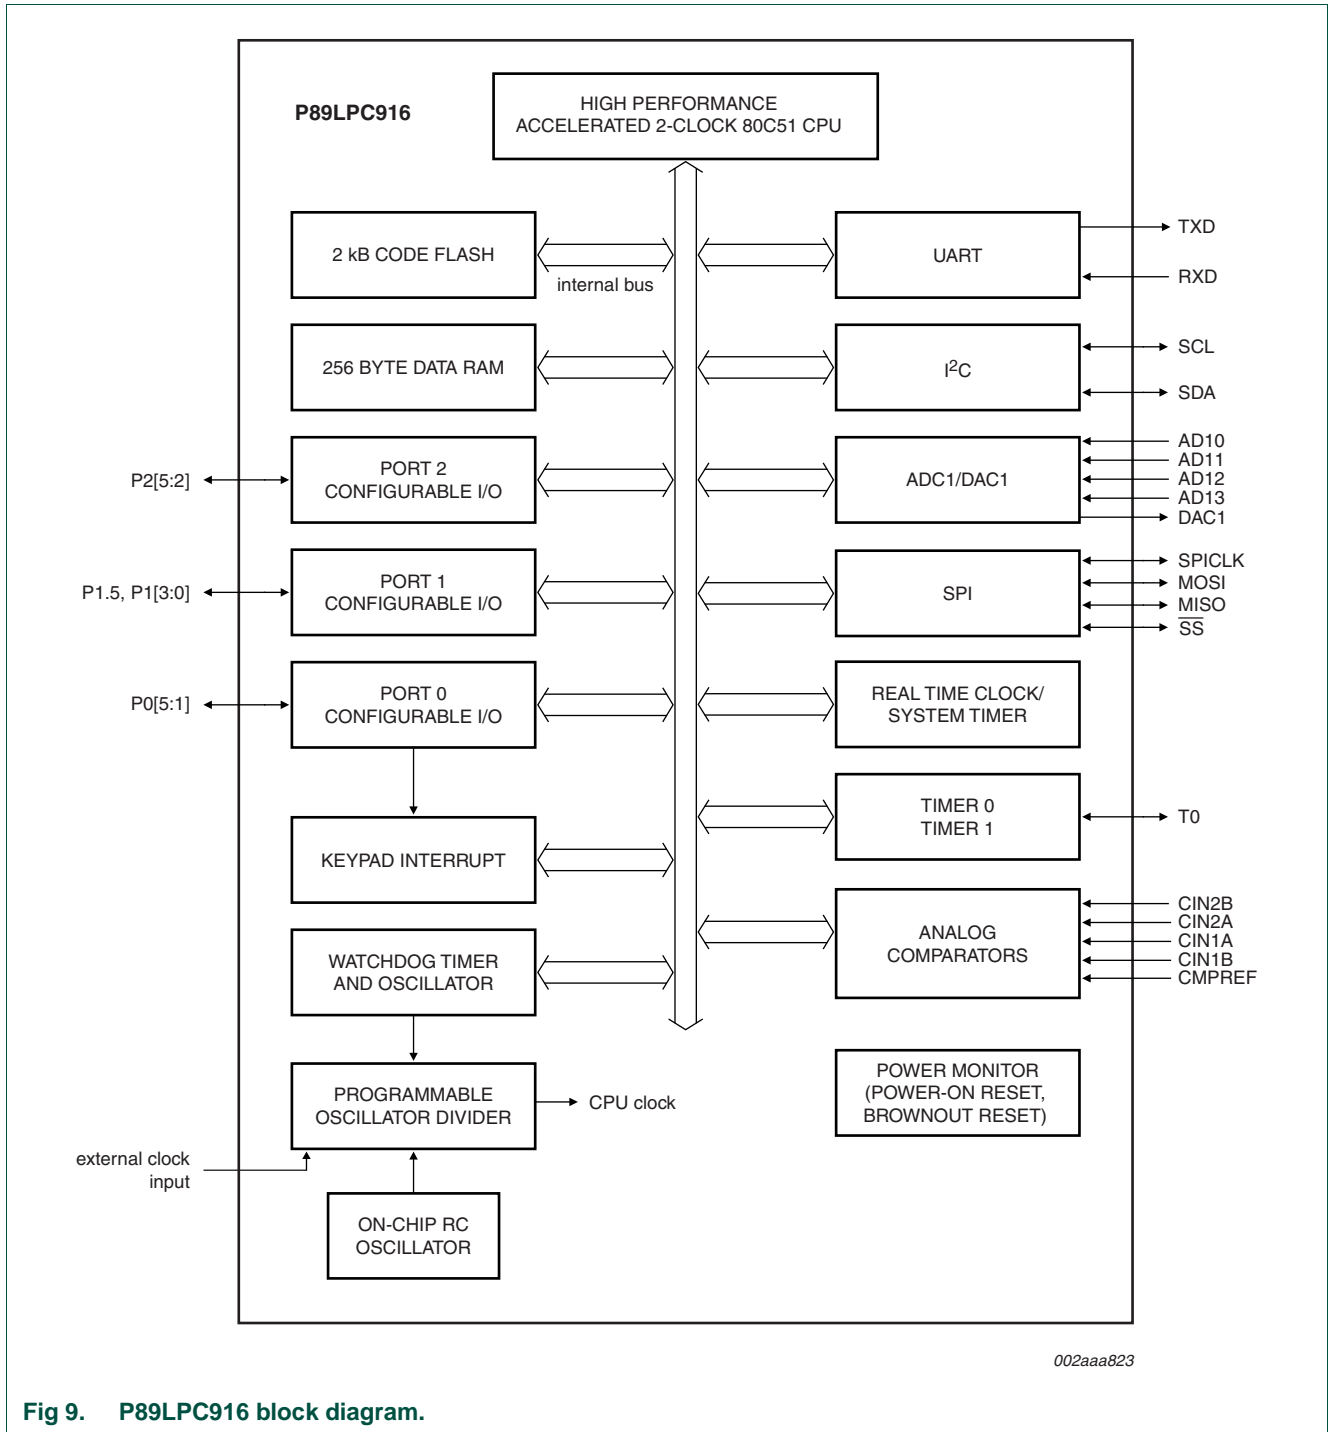 P89LPC916
HIGH PERFORMANCE
ACCELERATED 2-CLOCK 80C51 CPU
2 kB CODE FLASH
internal bus
UART
TXD
RXD
256 BYTE DATA RAM
I²C
SCL
SDA
P2[5:2]
PORT 2
CONFIGURABLE I/O
ADC1/DAC1
AD10
AD11
AD12
AD13
DAC1
P1.5, P1[3:0]
PORT 1
CONFIGURABLE I/O
SPI
SPICLK
MOSI
MISO
S̅S̅
P0[5:1]
PORT 0
CONFIGURABLE I/O
REAL TIME CLOCK/
SYSTEM TIMER
TIMER 0
TIMER 1
T0
KEYPAD INTERRUPT
ANALOG
COMPARATORS
CIN2B
CIN2A
CIN1A
CIN1B
CMPREF
WATCHDOG TIMER
AND OSCILLATOR
PROGRAMMABLE
OSCILLATOR DIVIDER
CPU clock
POWER MONITOR
(POWER-ON RESET,
BROWNOUT RESET)
external clock
input
ON-CHIP RC
OSCILLATOR
002aaa823
Fig 9. P89LPC916 block diagram.